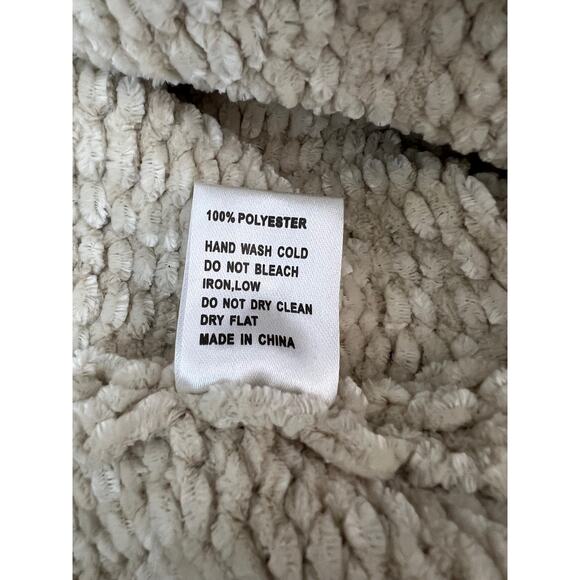 100% POLYESTER
HAND WASH COLD
DO NOT BLEACH
IRON,LOW
DO NOT DRY CLEAN
DRY FLAT
MADE IN CHINA